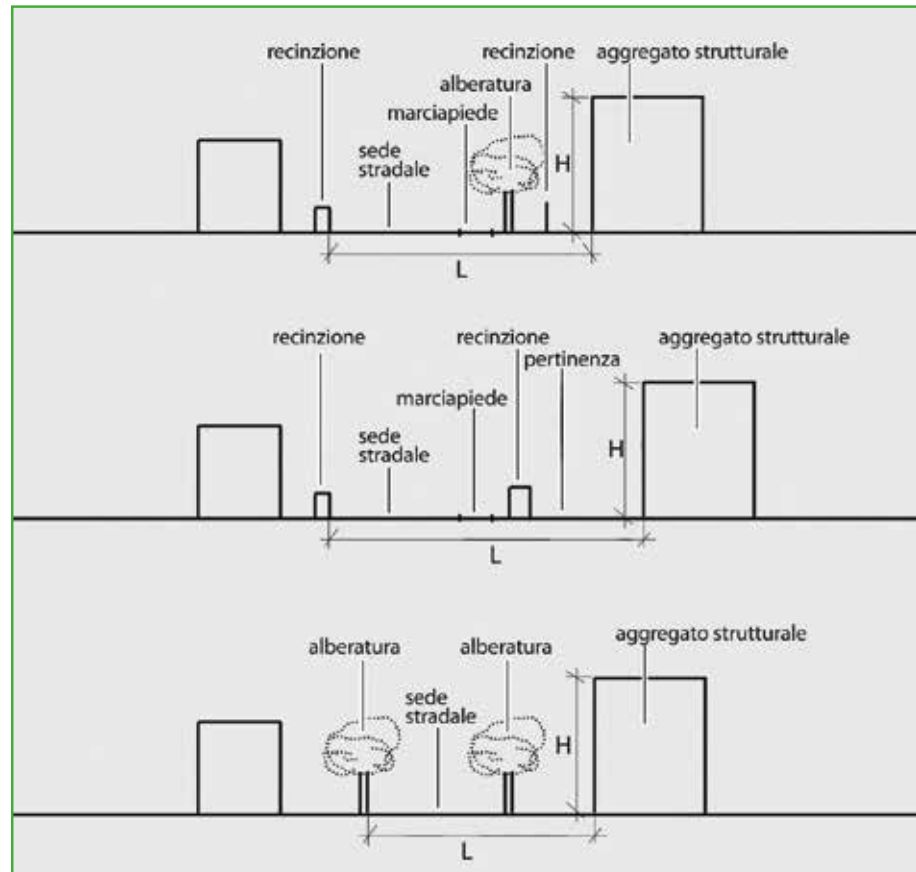 recinzione
recinzione
aggregato strutturale
alberatura
marciapiede
sede
stradale
H
L
recinzione
recinzione
aggregato strutturale
pertinenza
marciapiede
sede
stradale
H
L
alberatura
alberatura
aggregato strutturale
sede
stradale
H
L